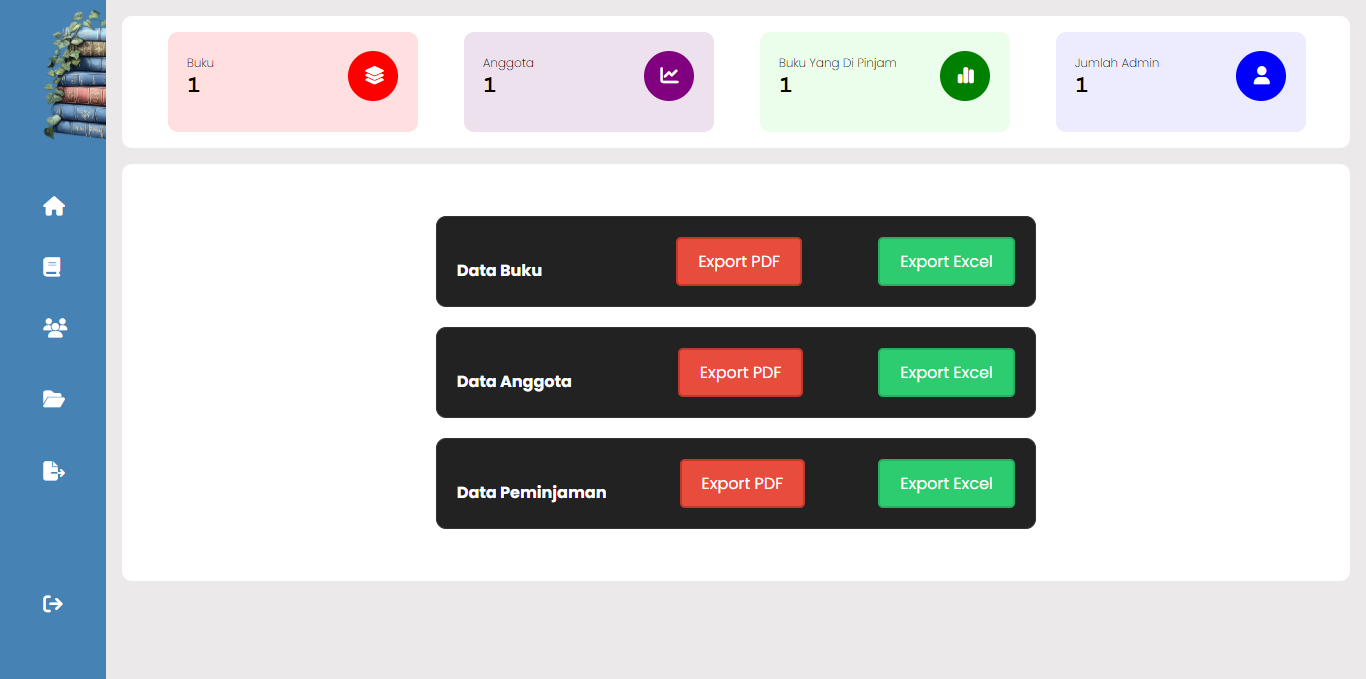 Buku
1
Anggota
1
Buku Yang Di Pinjam
1
Jumlah Admin
1
Data Buku
Export PDF
Export Excel
Data Anggota
Export PDF
Export Excel
Data Peminjaman
Export PDF
Export Excel